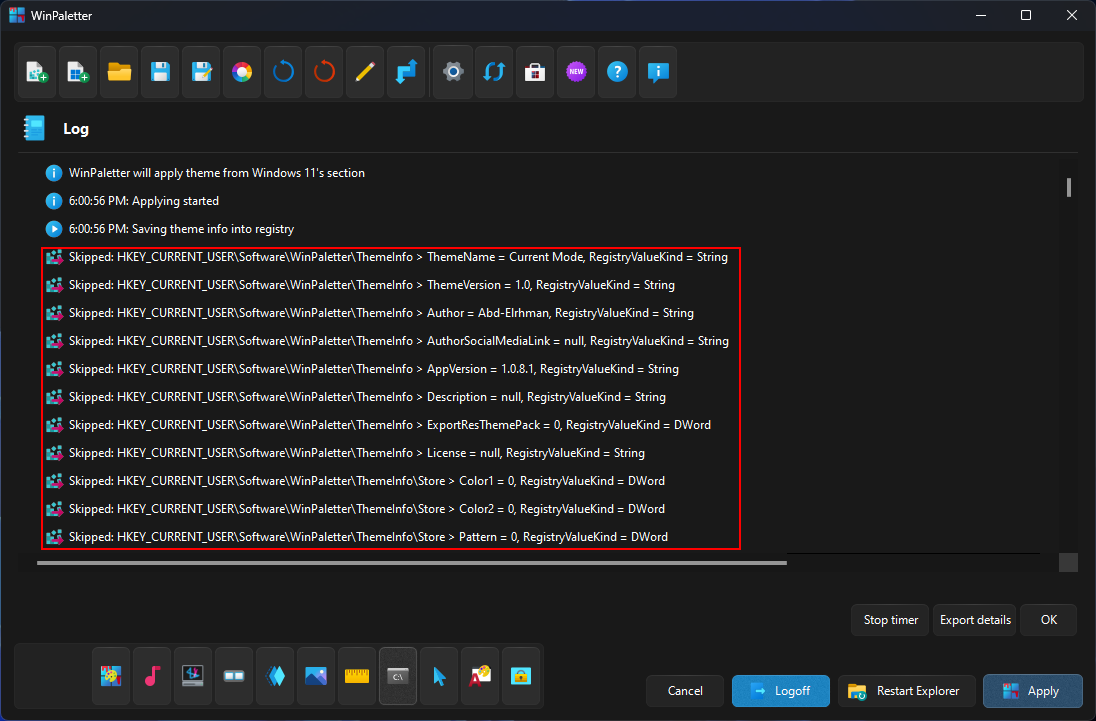 WinPaletter
NEW
Log
WinPaletter will apply theme from Windows 11's section
6:00:56 PM: Applying started
6:00:56 PM: Saving theme info into registry
Skipped: HKEY_CURRENT_USER\Software\WinPaletter\ThemeInfo > ThemeName = Current Mode, RegistryValueKind = String
Skipped: HKEY_CURRENT_USER\Software\WinPaletter\ThemeInfo > ThemeVersion = 1.0, RegistryValueKind = String
Skipped: HKEY_CURRENT_USER\Software\WinPaletter\ThemeInfo > Author = Abd-Elrhman, RegistryValueKind = String
Skipped: HKEY_CURRENT_USER\Software\WinPaletter\ThemeInfo > AuthorSocialMediaLink = null, RegistryValueKind = String
Skipped: HKEY_CURRENT_USER\Software\WinPaletter\ThemeInfo > AppVersion = 1.0.8.1, RegistryValueKind = String
Skipped: HKEY_CURRENT_USER\Software\WinPaletter\ThemeInfo > Description = null, RegistryValueKind = String
Skipped: HKEY_CURRENT_USER\Software\WinPaletter\ThemeInfo > ExportResThemePack = 0, RegistryValueKind = DWord
Skipped: HKEY_CURRENT_USER\Software\WinPaletter\ThemeInfo > License = null, RegistryValueKind = String
Skipped: HKEY_CURRENT_USER\Software\WinPaletter\ThemeInfo\Store > Color1 = 0, RegistryValueKind = DWord
Skipped: HKEY_CURRENT_USER\Software\WinPaletter\ThemeInfo\Store > Color2 = 0, RegistryValueKind = DWord
Skipped: HKEY_CURRENT_USER\Software\WinPaletter\ThemeInfo\Store > Pattern = 0, RegistryValueKind = DWord
Stop timer Export details OK
C:\
Cancel Logoff Restart Explorer Apply